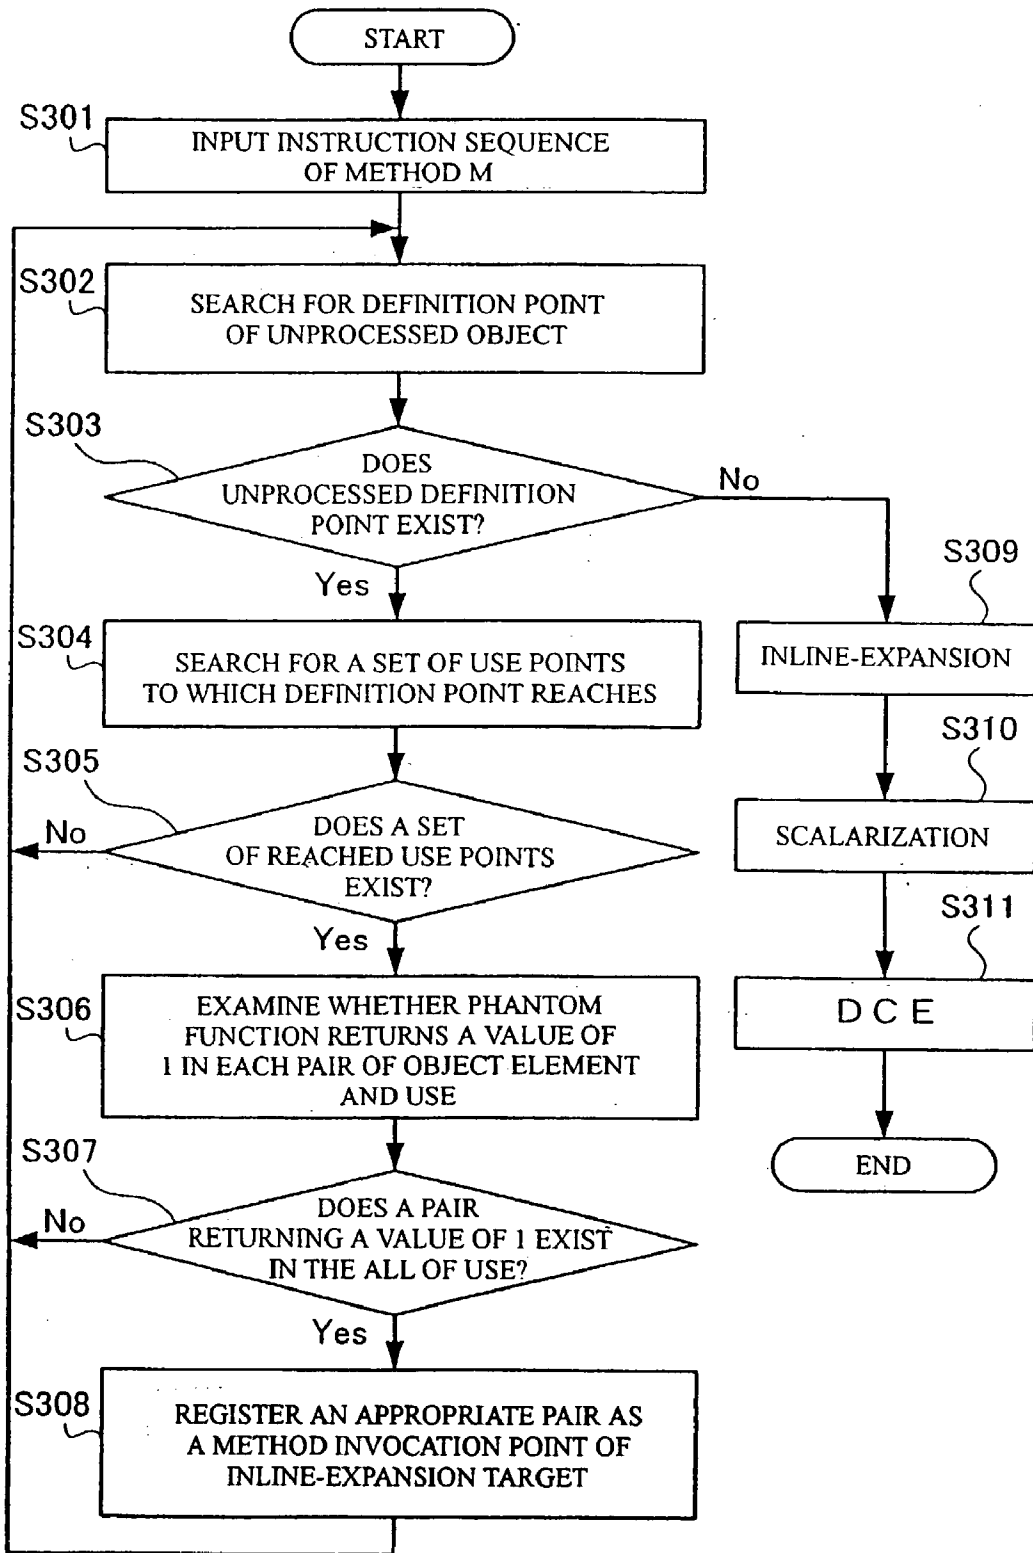 START
S301
INPUT INSTRUCTION SEQUENCE
OF METHOD M
S302
SEARCH FOR DEFINITION POINT
OF UNPROCESSED OBJECT
S303
DOES
UNPROCESSED DEFINITION
POINT EXIST?
No
Yes
S304
SEARCH FOR A SET OF USE POINTS
TO WHICH DEFINITION POINT REACHES
S305
DOES A SET
OF REACHED USE POINTS
EXIST?
No
Yes
S306
EXAMINE WHETHER PHANTOM
FUNCTION RETURNS A VALUE OF
1 IN EACH PAIR OF OBJECT ELEMENT
AND USE
S307
DOES A PAIR
RETURNING A VALUE OF 1 EXIST
IN THE ALL OF USE?
No
Yes
S308
REGISTER AN APPROPRIATE PAIR AS
A METHOD INVOCATION POINT OF
INLINE-EXPANSION TARGET
S309
INLINE-EXPANSION
S310
SCALARIZATION
S311
DCE
END